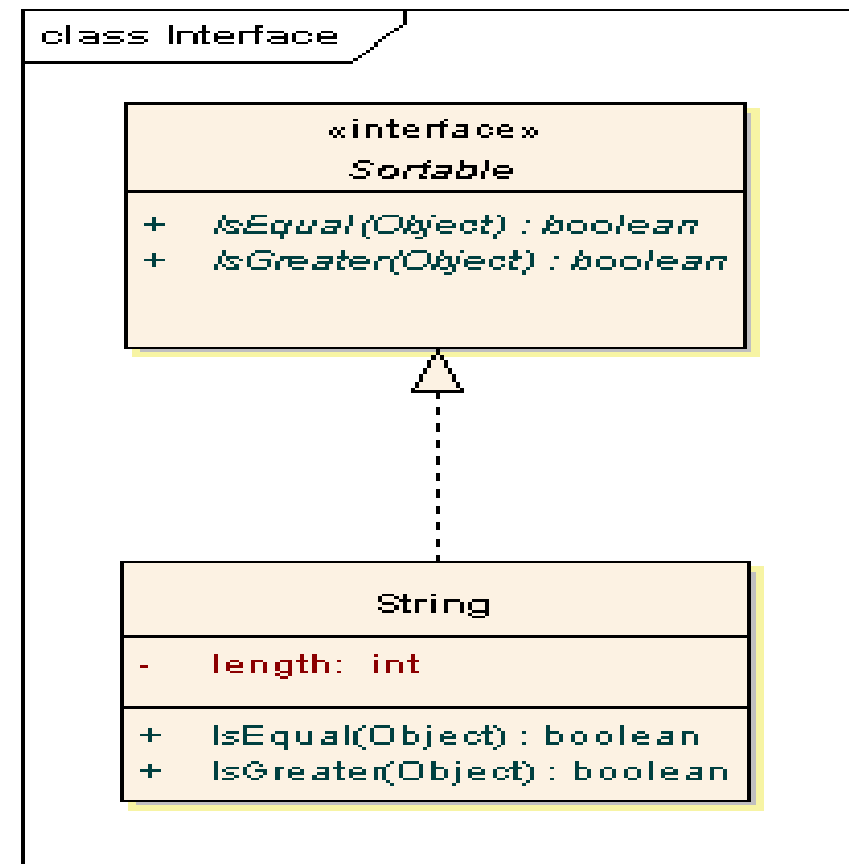 class Interface
«interface»
Sortable
+ IsEqual(Object) : boolean
+ IsGreater(Object) : boolean
String
- length: int
+ IsEqual(Object) : boolean
+ IsGreater(Object) : boolean